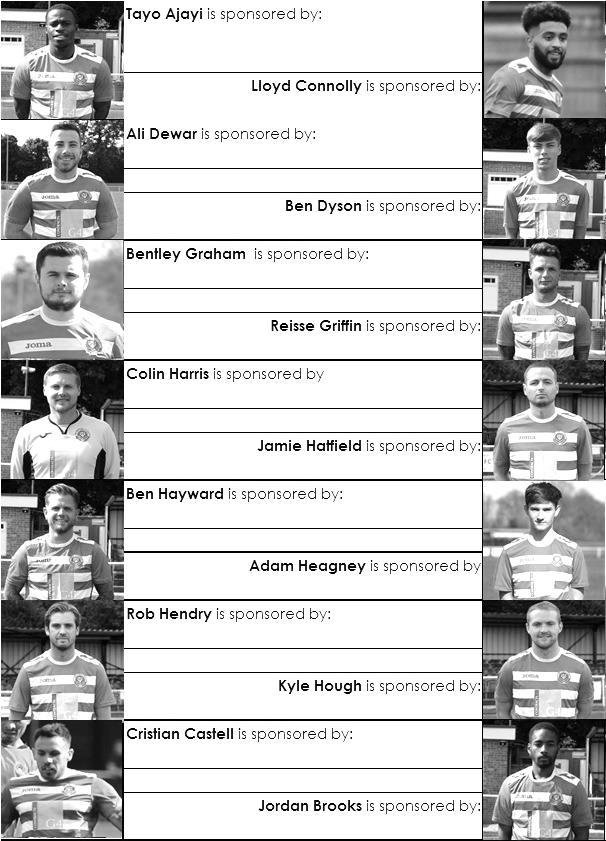 Tayo Ajayi is sponsored by:
Lloyd Connolly is sponsored by:
Ali Dewar is sponsored by:
Ben Dyson is sponsored by:
Bentley Graham  is sponsored by:
Reisse Griffin is sponsored by:
Colin Harris is sponsored by
Jamie Hatfield is sponsored by:
Ben Hayward is sponsored by:
Adam Heagney is sponsored by
Rob Hendry is sponsored by:
Kyle Hough is sponsored by:
Cristian Castell is sponsored by:
Jordan Brooks is sponsored by: